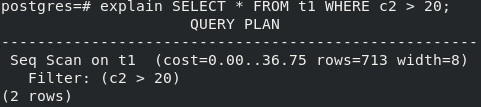 postgres=# explain SELECT * FROM t1 WHERE c2 > 20;
                       QUERY PLAN
-----------------------------------------------------
 Seq Scan on t1  (cost=0.00..36.75 rows=713 width=8)
   Filter: (c2 > 20)
(2 rows)